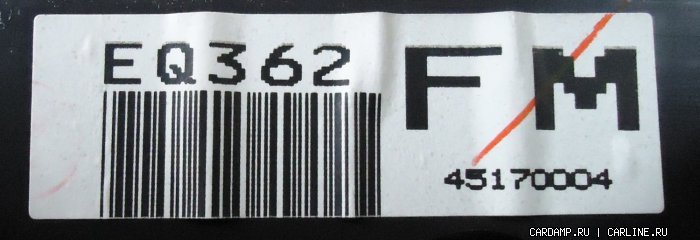 EQ362
FM
45170004
CARDAMP.RU | CARLINE.RU